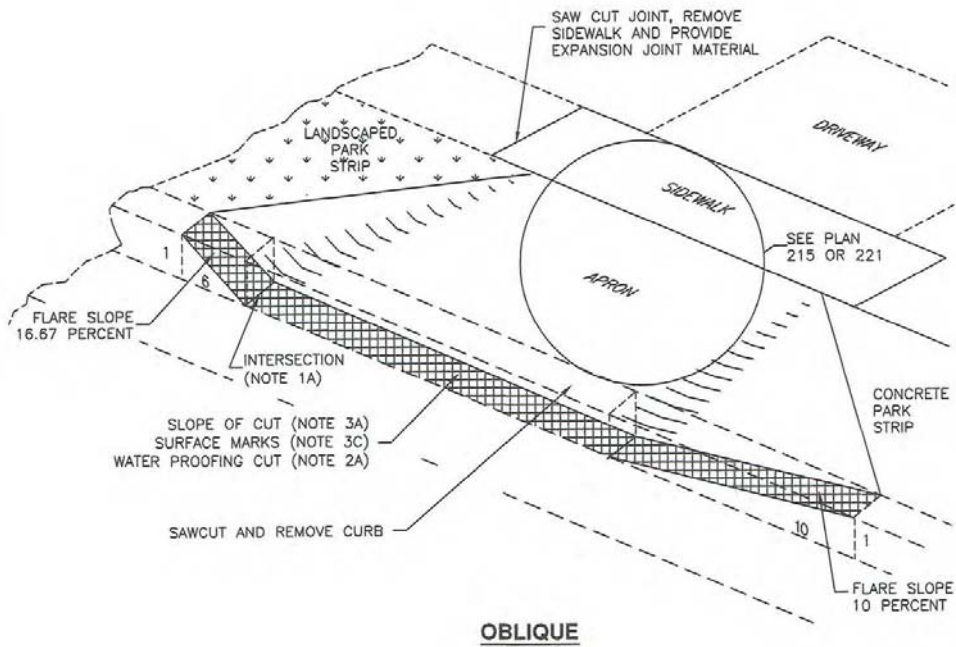 SAW CUT JOINT, REMOVE
SIDEWALK AND PROVIDE
EXPANSION JOINT MATERIAL
LANDSCAPED
PARK
STRIP
DRIVEWAY
SIDEWALK
SEE PLAN
215 OR 221
APRON
1
6
FLARE SLOPE
16.67 PERCENT
INTERSECTION
(NOTE 1A)
CONCRETE
PARK
STRIP
SLOPE OF CUT (NOTE 3A)
SURFACE MARKS (NOTE 3C)
WATER PROOFING CUT (NOTE 2A)
SAWCUT AND REMOVE CURB
10
1
FLARE SLOPE
10 PERCENT
OBLIQUE